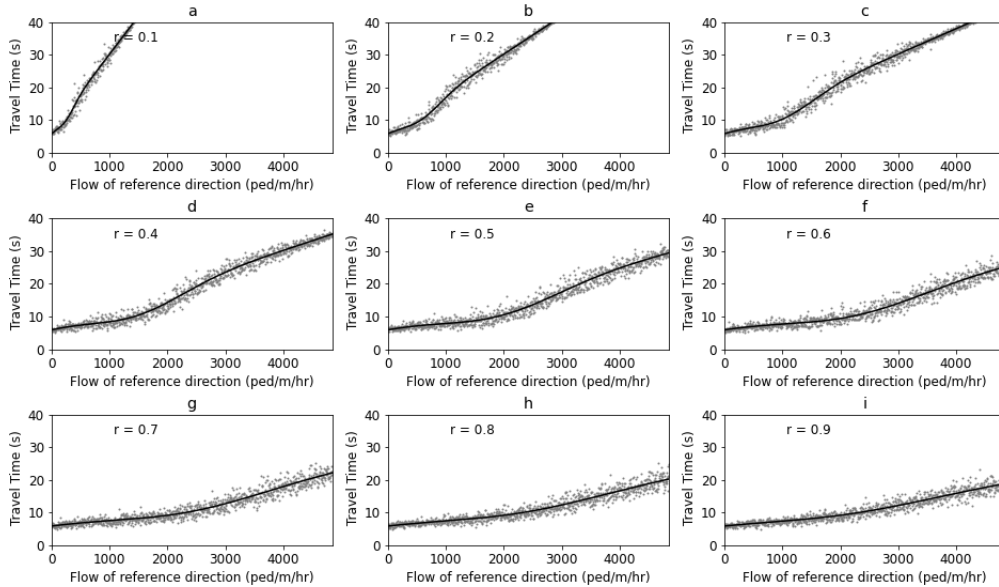 a
b
c
40
30
20
10
0
Travel Time (s)
r = 0.1
0 1000 2000 3000 4000
Flow of reference direction (ped/m/hr)
40
30
20
10
0
Travel Time (s)
r = 0.2
0 1000 2000 3000 4000
Flow of reference direction (ped/m/hr)
40
30
20
10
0
Travel Time (s)
r = 0.3
0 1000 2000 3000 4000
Flow of reference direction (ped/m/hr)
d
e
f
40
30
20
10
0
Travel Time (s)
r = 0.4
0 1000 2000 3000 4000
Flow of reference direction (ped/m/hr)
40
30
20
10
0
Travel Time (s)
r = 0.5
0 1000 2000 3000 4000
Flow of reference direction (ped/m/hr)
40
30
20
10
0
Travel Time (s)
r = 0.6
0 1000 2000 3000 4000
Flow of reference direction (ped/m/hr)
g
h
i
40
30
20
10
0
Travel Time (s)
r = 0.7
0 1000 2000 3000 4000
Flow of reference direction (ped/m/hr)
40
30
20
10
0
Travel Time (s)
r = 0.8
0 1000 2000 3000 4000
Flow of reference direction (ped/m/hr)
40
30
20
10
0
Travel Time (s)
r = 0.9
0 1000 2000 3000 4000
Flow of reference direction (ped/m/hr)